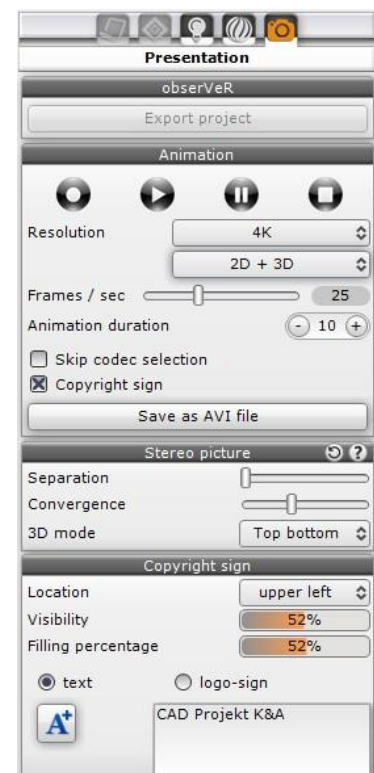 Presentation
obserVeR
Export project
Animation
Resolution 4K
2D + 3D
Frames / sec 25
Animation duration - 10 +
Skip codec selection
Copyright sign
Save as AVI file
Stereo picture ?
Separation
Convergence
3D mode Top bottom
Copyright sign
Location upper left
Visibility 52%
Filling percentage 52%
text logo-sign
A+ CAD Projekt K&A